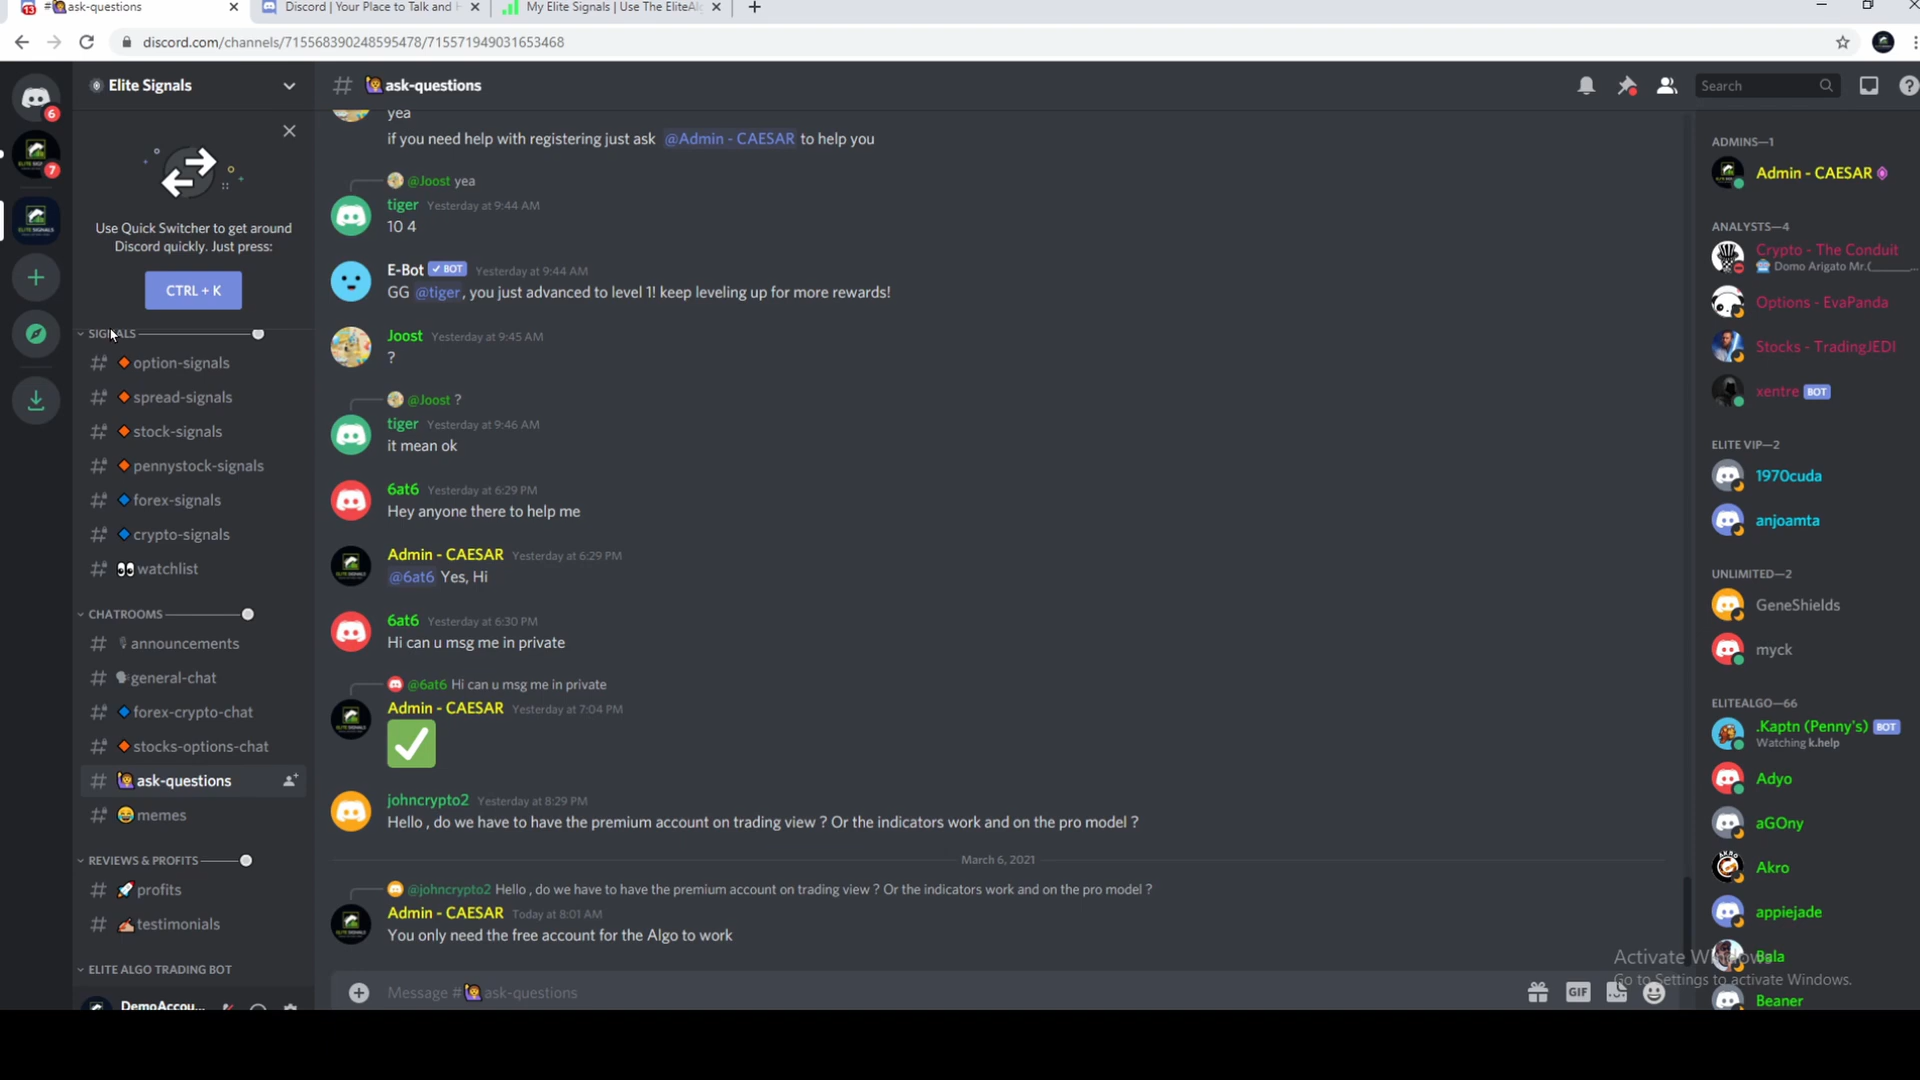 13 ask-questions
Discord | Your Place to Talk and H
My Elite Signals | Use The EliteAlg
discord.com/channels/715568390248595478/715571949031653468
6
7
Elite Signals
Use Quick Switcher to get around
Discord quickly. Just press:
CTRL + K
SIGNALS
option-signals
spread-signals
stock-signals
pennystock-signals
forex-signals
crypto-signals
watchlist
CHATROOMS
announcements
general-chat
forex-crypto-chat
stocks-options-chat
ask-questions
memes
REVIEWS & PROFITS
profits
testimonials
ELITE ALGO TRADING BOT
DemoAccou...
# ask-questions
Search
yea
if you need help with registering just ask @Admin - CAESAR to help you
@Joost yea
tiger Yesterday at 9:44 AM
10 4
E-Bot BOT Yesterday at 9:44 AM
GG @tiger, you just advanced to level 1! keep leveling up for more rewards!
Joost Yesterday at 9:45 AM
?
@Joost ?
tiger Yesterday at 9:46 AM
it mean ok
6at6 Yesterday at 6:29 PM
Hey anyone there to help me
Admin - CAESAR Yesterday at 6:29 PM
@6at6 Yes, Hi
6at6 Yesterday at 6:30 PM
Hi can u msg me in private
@6at6 Hi can u msg me in private
Admin - CAESAR Yesterday at 7:04 PM
johncrypto2 Yesterday at 8:29 PM
Hello , do we have to have the premium account on trading view ? Or the indicators work and on the pro model ?
March 6, 2021
@johncrypto2 Hello , do we have to have the premium account on trading view ? Or the indicators work and on the pro model ?
Admin - CAESAR Today at 8:01 AM
You only need the free account for the Algo to work
Message # ask-questions
GIF
ADMINS—1
Admin - CAESAR
ANALYSTS—4
Crypto - The Conduit
Domo Arigato Mr.(_______...
Options - EvaPanda
Stocks - TradingJEDI
xentre BOT
ELITE VIP—2
1970cuda
anjoamta
UNLIMITED—2
GeneShields
myck
ELITEALGO—66
.Kaptn (Penny's) BOT
Watching k.help
Adyo
aGOny
Akro
appiejade
Bala
Beaner
Activate Windows
Go to Settings to activate Windows.